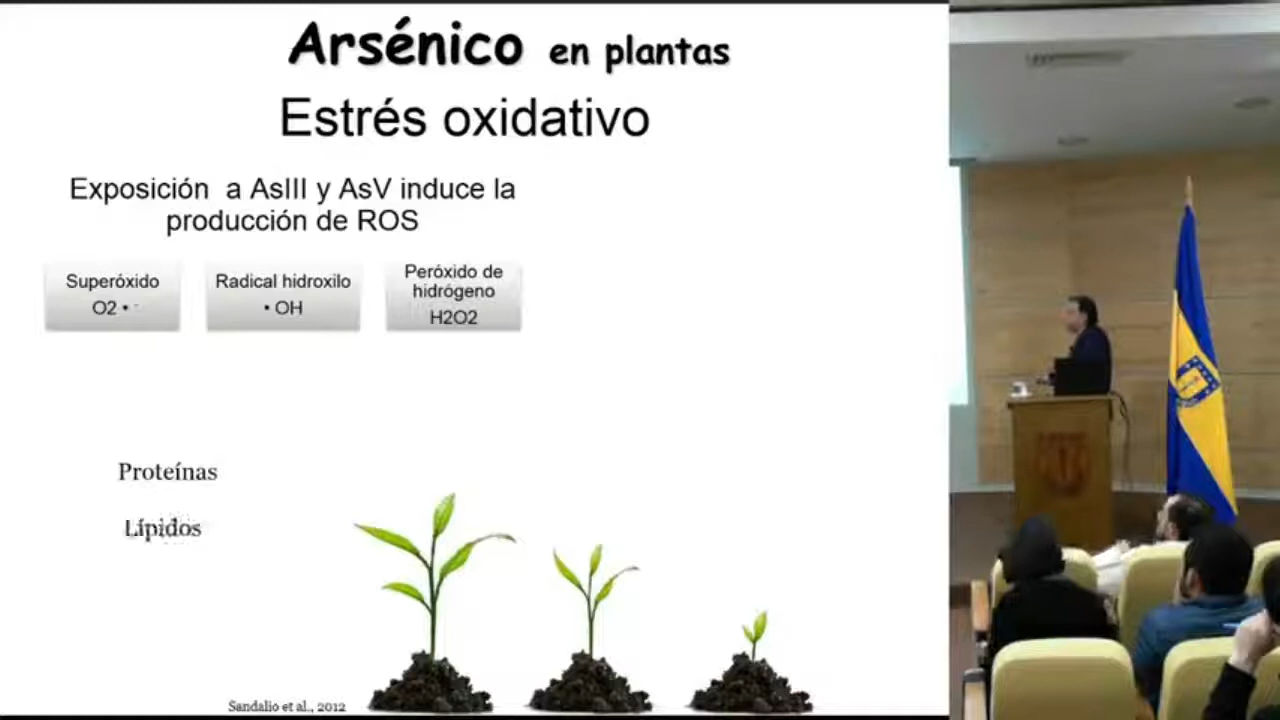 Arsénico en plantas
Estrés oxidativo
Exposición a AsIII y AsV induce la
producción de ROS
Superóxido
O2 • -
Radical hidroxilo
• OH
Peróxido de
hidrógeno
H2O2
Proteínas
Lípidos
Sandalio et al., 2012